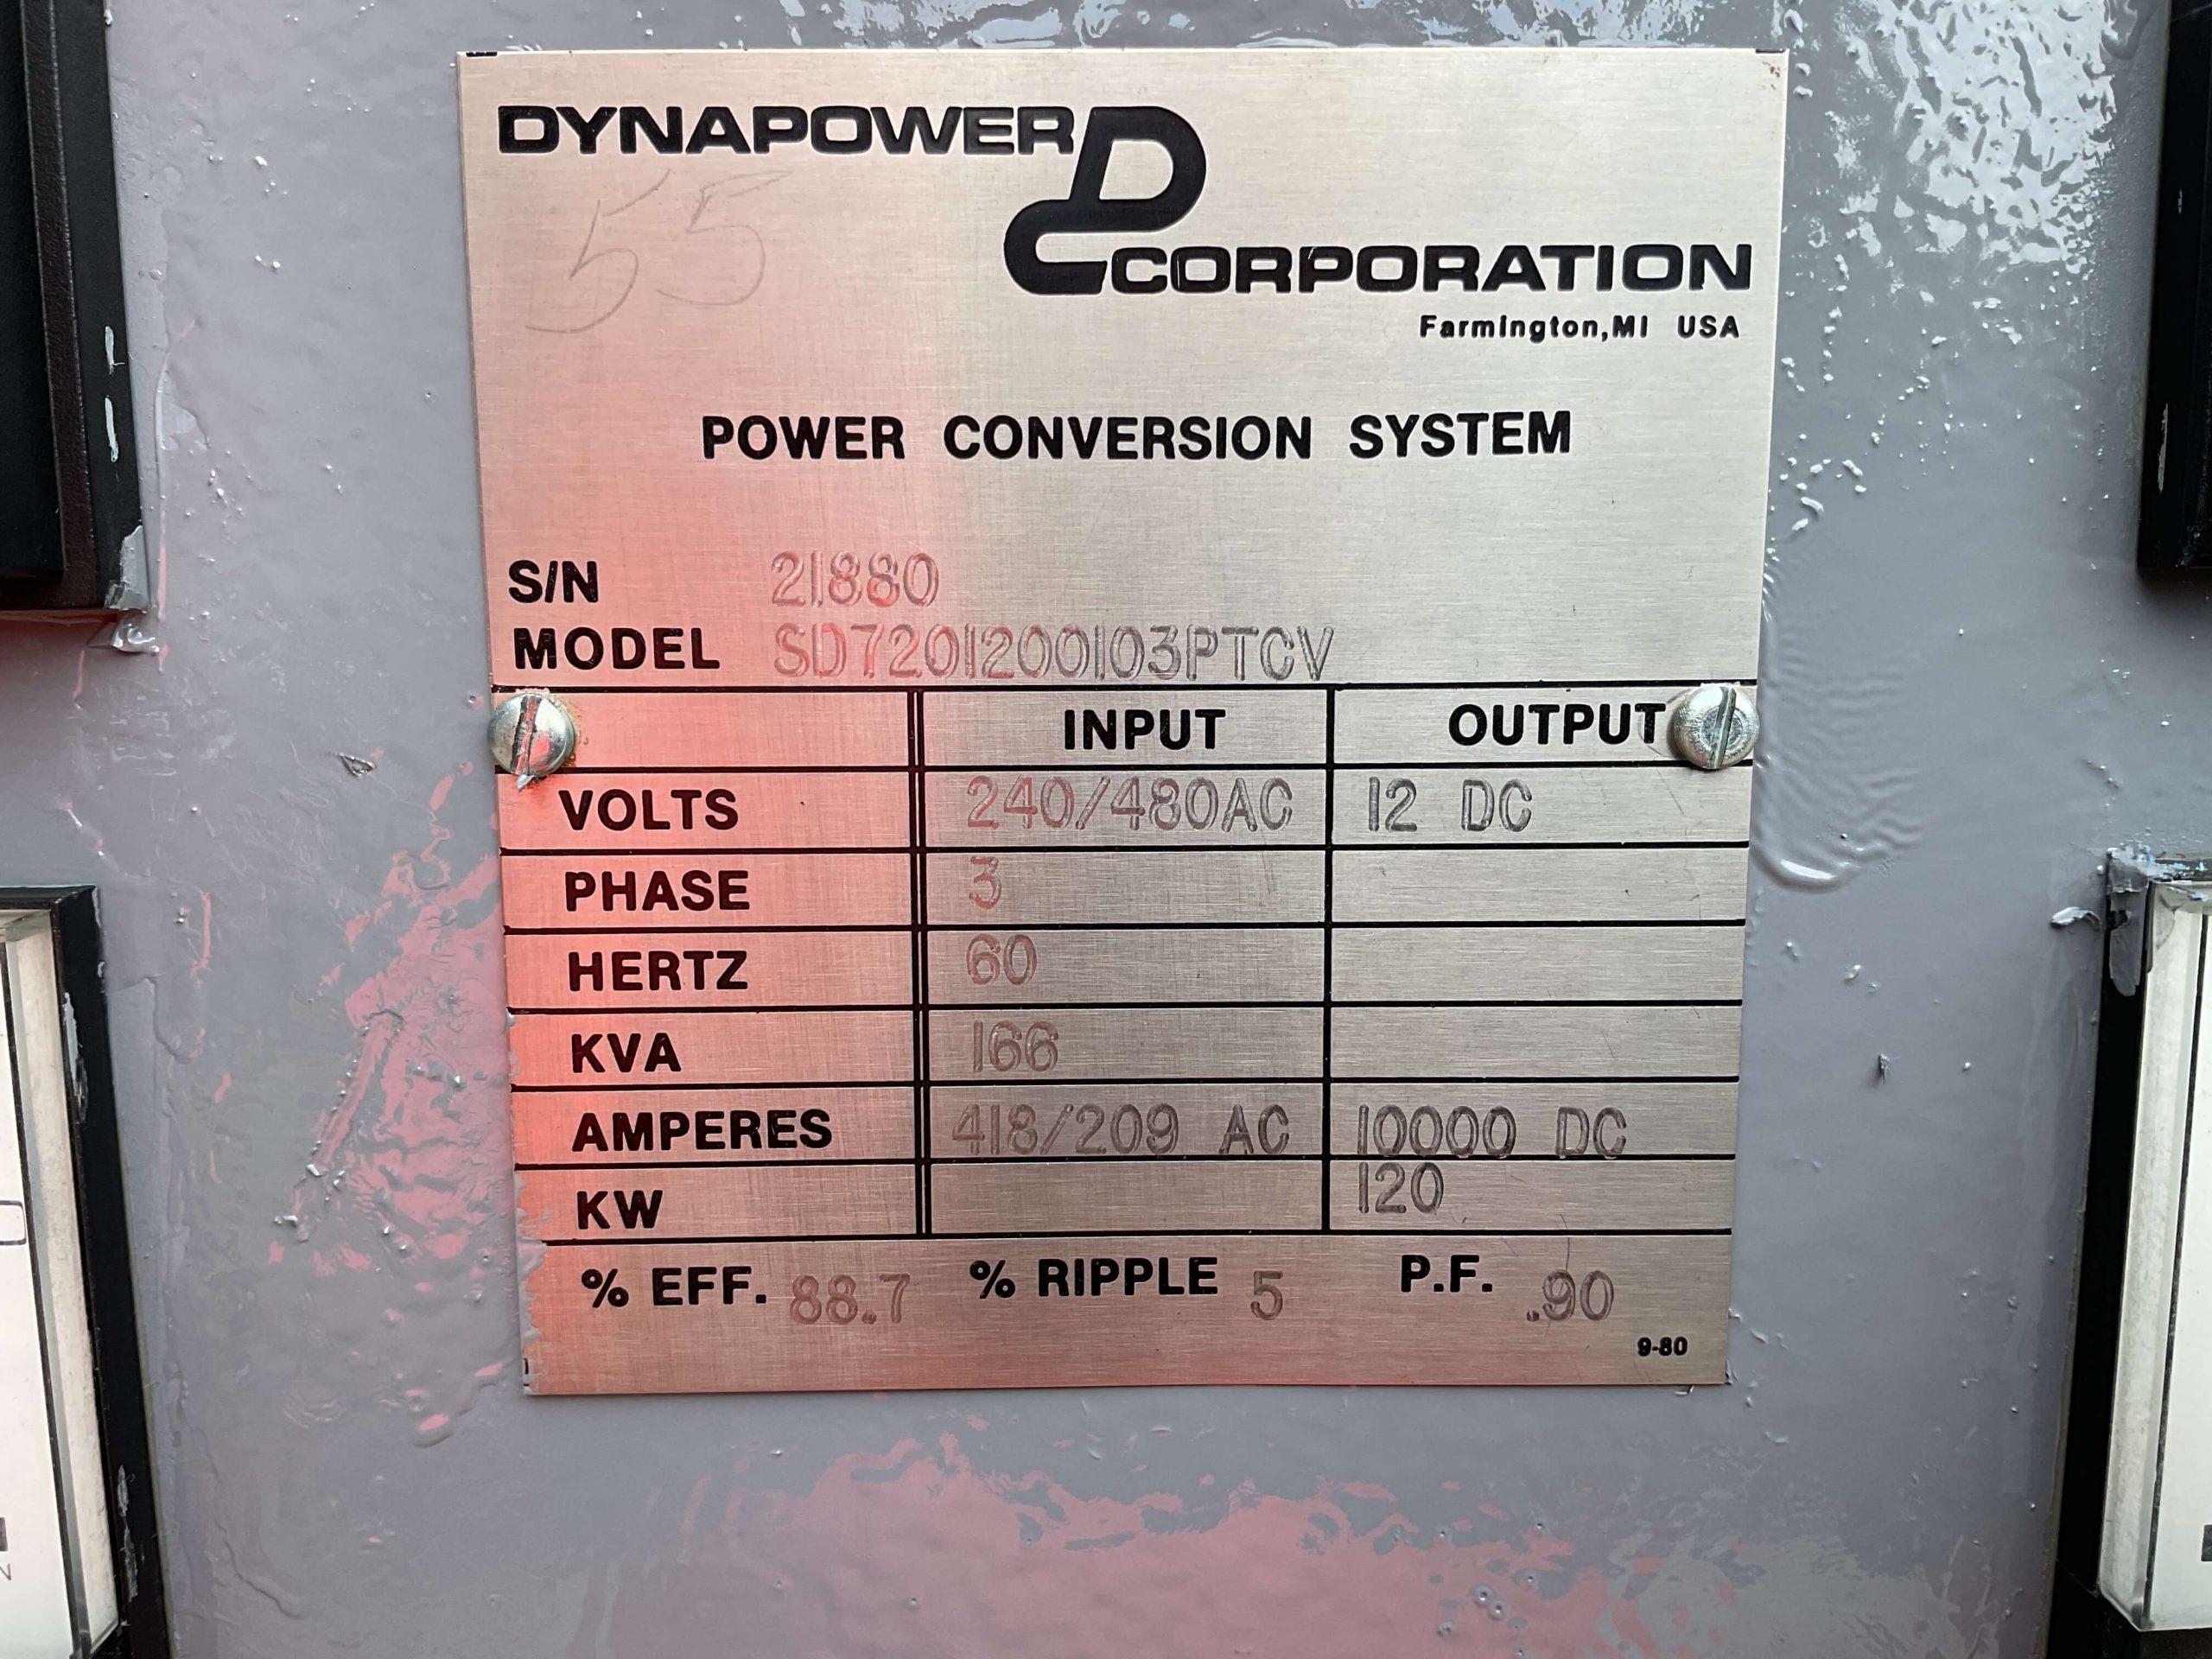 DYNAPOWER
55
CORPORATION
Farmington,MI USA
POWER CONVERSION SYSTEM
S/N 21880
MODEL SD7201200103PTCV
INPUT OUTPUT
VOLTS 240/480AC 12 DC
PHASE 3
HERTZ 60
KVA 166
AMPERES 418/209 AC 10000 DC
KW 120
% EFF. 88.7 % RIPPLE 5 P.F. .90
9-80